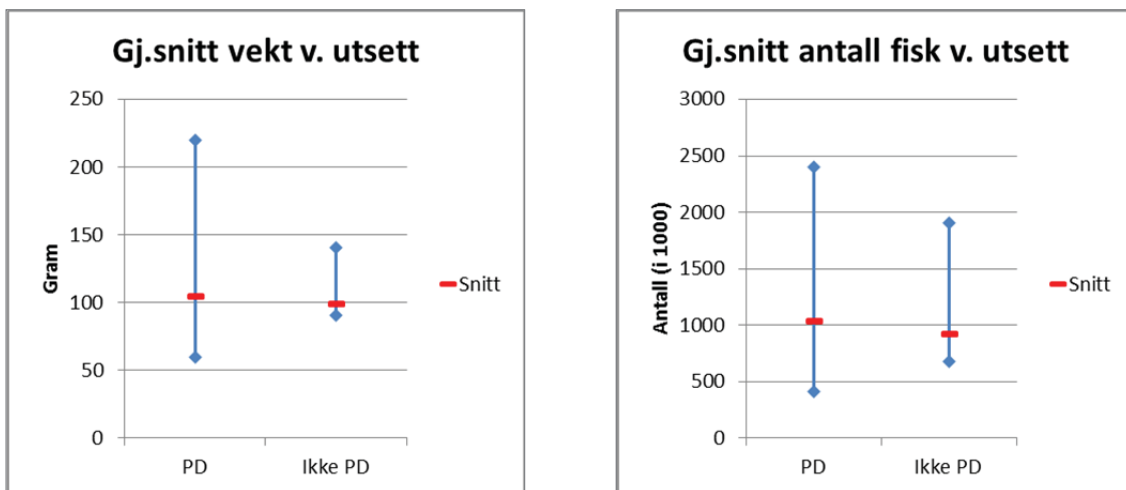 Gj.snitt vekt v. utsett
250
200
150
100
50
0
Gram
PD
Ikke PD
Snitt
Gj.snitt antall fisk v. utsett
3000
2500
2000
1500
1000
500
0
Antall (i 1000)
PD
Ikke PD
Snitt